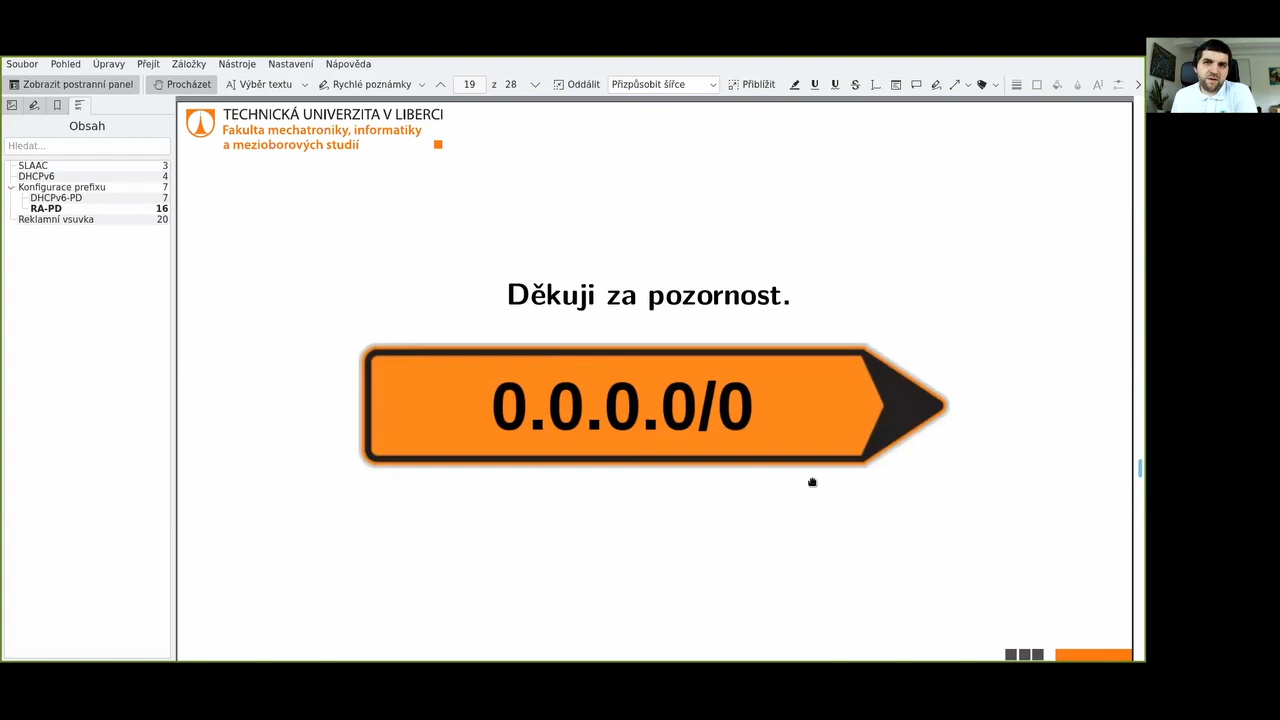 Soubor Pohled Úpravy Přejít Záložky Nástroje Nastavení Nápověda
Zobrazit postranní panel Procházet Výběr textu Rychlé poznámky 19 z 28 Oddálit Přizpůsobit šířce Přiblížit
Obsah
Hledat...
SLAAC 3
DHCPv6 4
Konfigurace prefixu 7
DHCPv6-PD 7
RA-PD 16
Reklamní vsuvka 20
TECHNICKÁ UNIVERZITA V LIBERCI
Fakulta mechatroniky, informatiky
a mezioborových studií
Děkuji za pozornost.
0.0.0.0/0